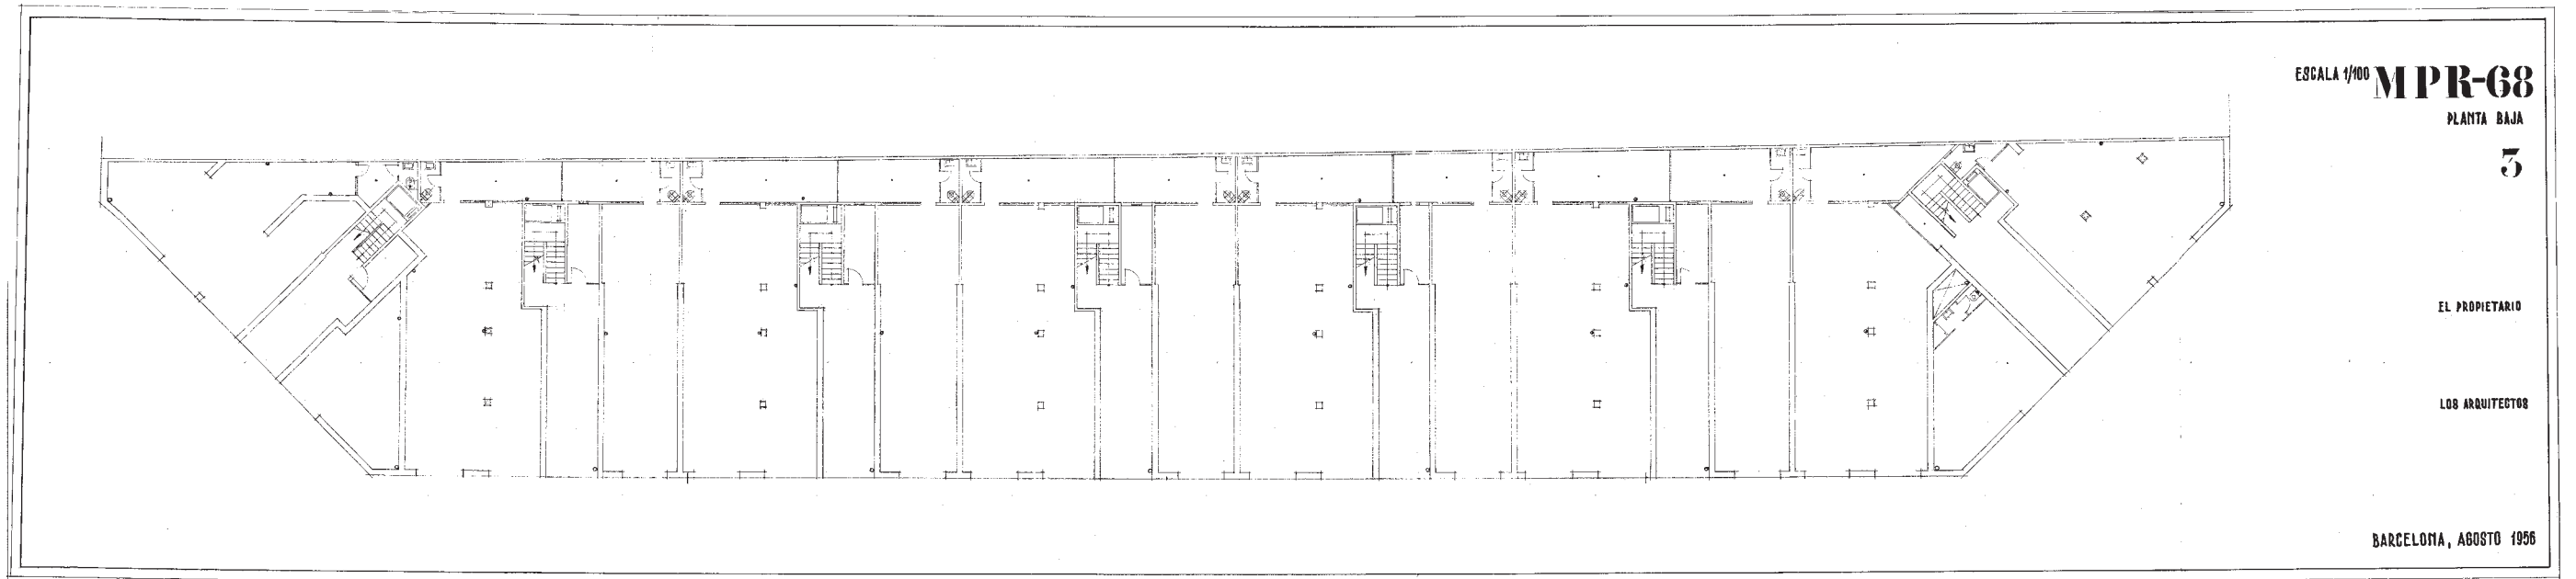 ESCALA 1/100 MPR-68
PLANTA BAJA
3
EL PROPIETARIO
LOS ARQUITECTOS
BARCELONA, AGOSTO 1956